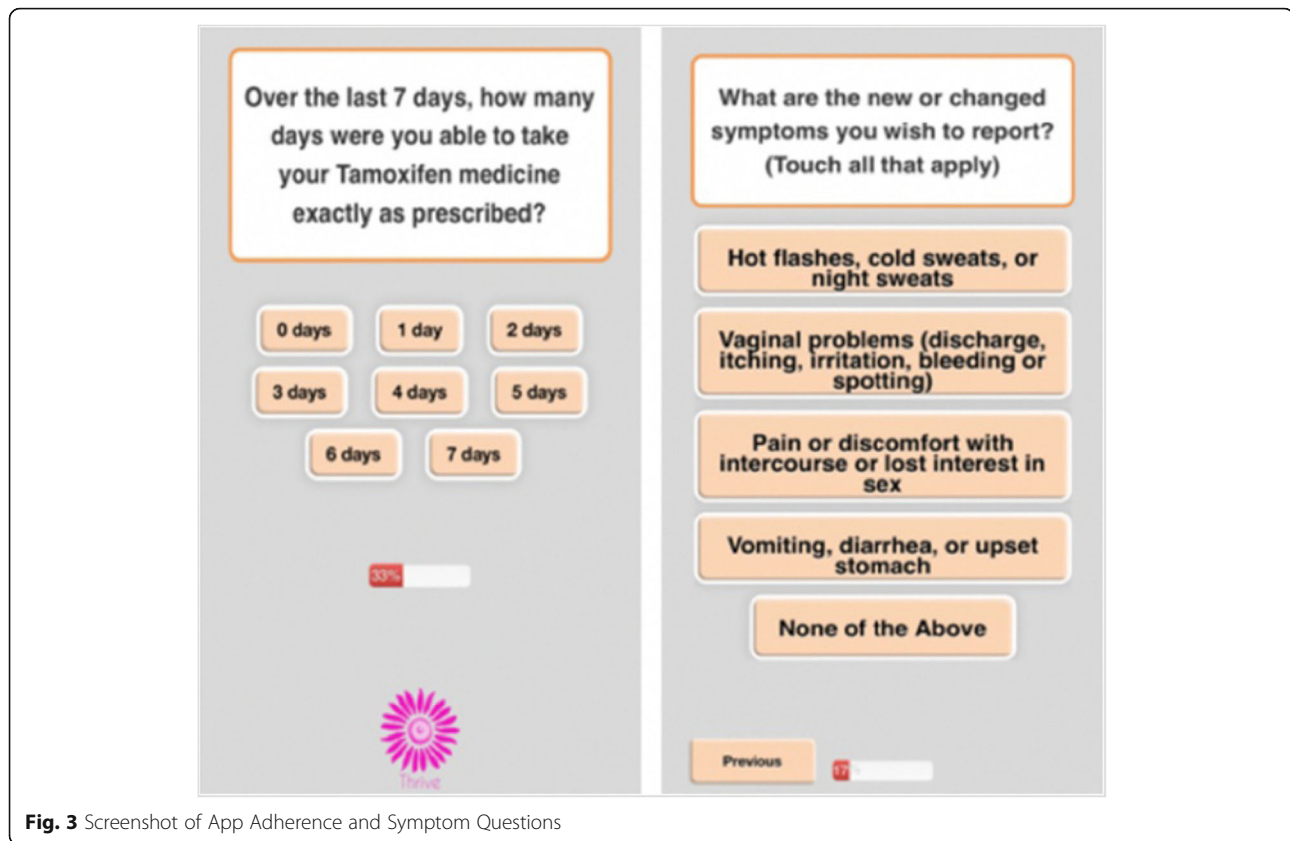 Over the last 7 days, how many
days were you able to take
your Tamoxifen medicine
exactly as prescribed?
0 days
1 day
2 days
3 days
4 days
5 days
6 days
7 days
33%
Thrive
What are the new or changed
symptoms you wish to report?
(Touch all that apply)
Hot flashes, cold sweats, or
night sweats
Vaginal problems (discharge,
itching, irritation, bleeding or
spotting)
Pain or discomfort with
intercourse or lost interest in
sex
Vomiting, diarrhea, or upset
stomach
None of the Above
Previous
17%
Fig. 3 Screenshot of App Adherence and Symptom Questions